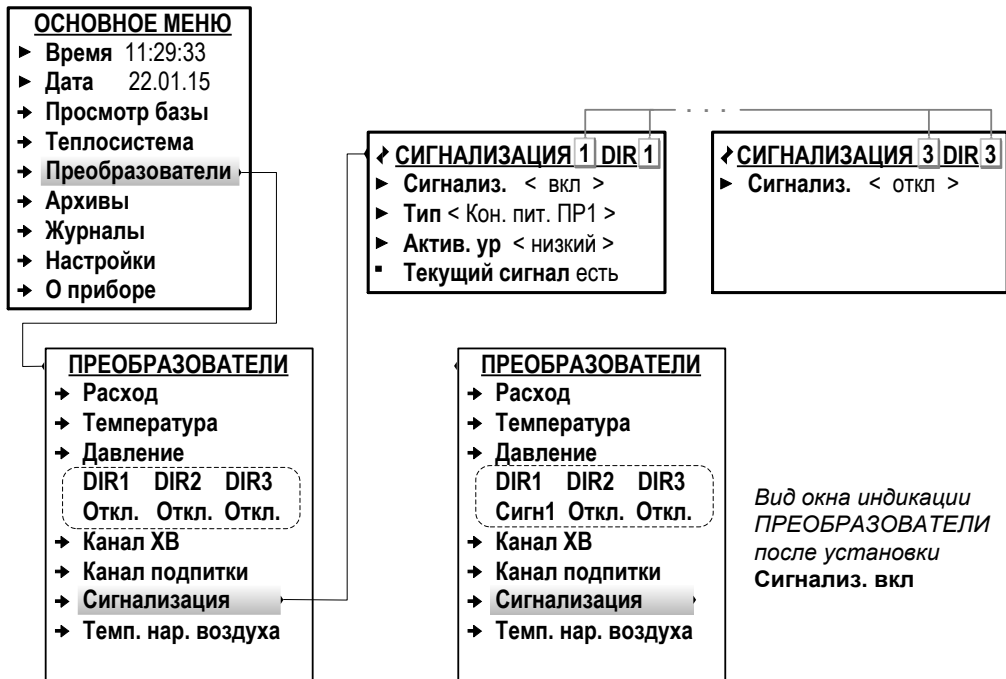 ОСНОВНОЕ МЕНЮ
Время 11:29:33
Дата 22.01.15
Просмотр базы
Теплосистема
Преобразователи
Архивы
Журналы
Настройки
О приборе
. . .
СИГНАЛИЗАЦИЯ 1 DIR 1
Сигнализ. < вкл >
Тип < Кон. пит. ПР1 >
Актив. ур < низкий >
Текущий сигнал есть
СИГНАЛИЗАЦИЯ 3 DIR 3
Сигнализ. < откл >
ПРЕОБРАЗОВАТЕЛИ
Расход
Температура
Давление
DIR1 DIR2 DIR3
Откл. Откл. Откл.
Канал ХВ
Канал подпитки
Сигнализация
Темп. нар. воздуха
ПРЕОБРАЗОВАТЕЛИ
Расход
Температура
Давление
DIR1 DIR2 DIR3
Сигн1 Откл. Откл.
Канал ХВ
Канал подпитки
Сигнализация
Темп. нар. воздуха
Вид окна индикации
ПРЕОБРАЗОВАТЕЛИ
после установки
Сигнализ. вкл